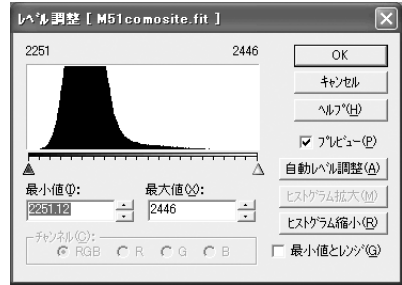 ﾚﾍﾞﾙ調整 [ M51comosite.fit ]
2251 2446
OK
ｷｬﾝｾﾙ
ﾍﾙﾌﾟ(H)
ﾌﾟﾚﾋﾞｭｰ(P)
自動ﾚﾍﾞﾙ調整(A)
最小値(I): 最大値(X):
2251.12 2446
ﾋｽﾄｸﾞﾗﾑ拡大(M)
ﾋｽﾄｸﾞﾗﾑ縮小(R)
ﾁｬﾝﾈﾙ(C):
RGB R G B
最小値とﾚﾝｼﾞ(G)